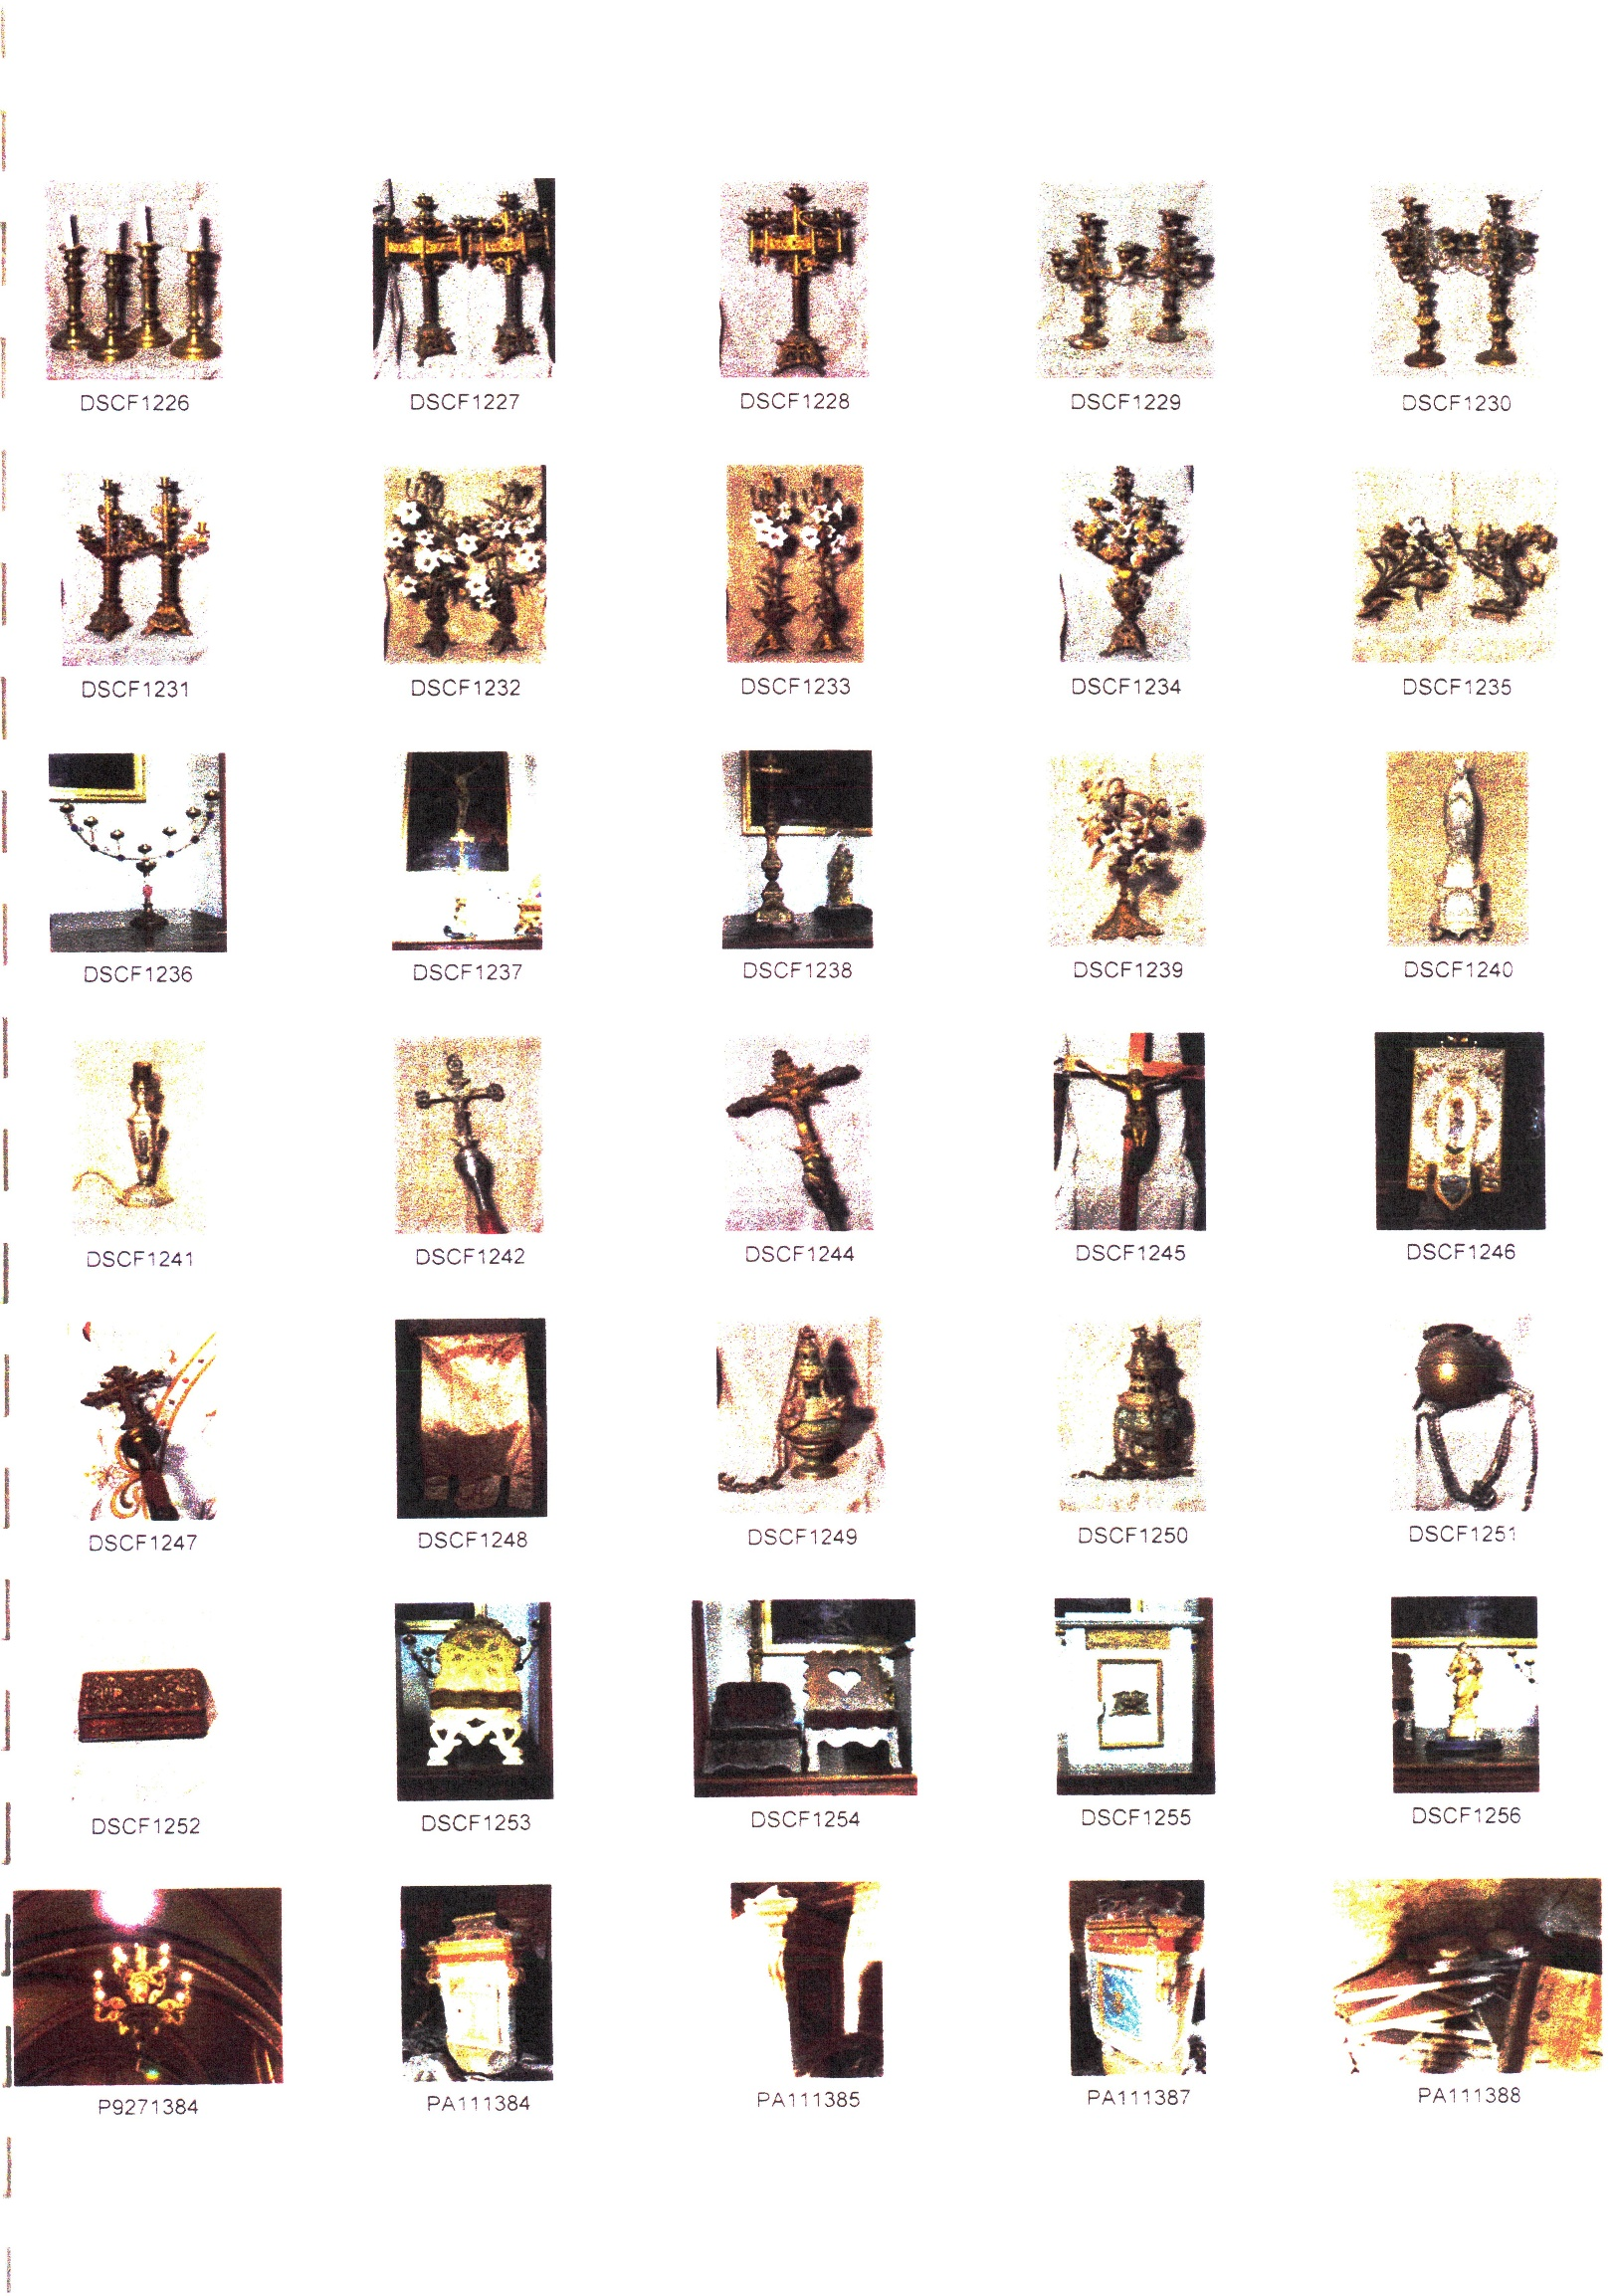 DSCF1226 DSCF1227 DSCF1228 DSCF1229 DSCF1230
DSCF1231 DSCF1232 DSCF1233 DSCF1234 DSCF1235
DSCF1236 DSCF1237 DSCF1238 DSCF1239 DSCF1240
DSCF1241 DSCF1242 DSCF1244 DSCF1245 DSCF1246
DSCF1247 DSCF1248 DSCF1249 DSCF1250 DSCF1251
DSCF1252 DSCF1253 DSCF1254 DSCF1255 DSCF1256
P9271384 PA111384 PA111385 PA111387 PA111388